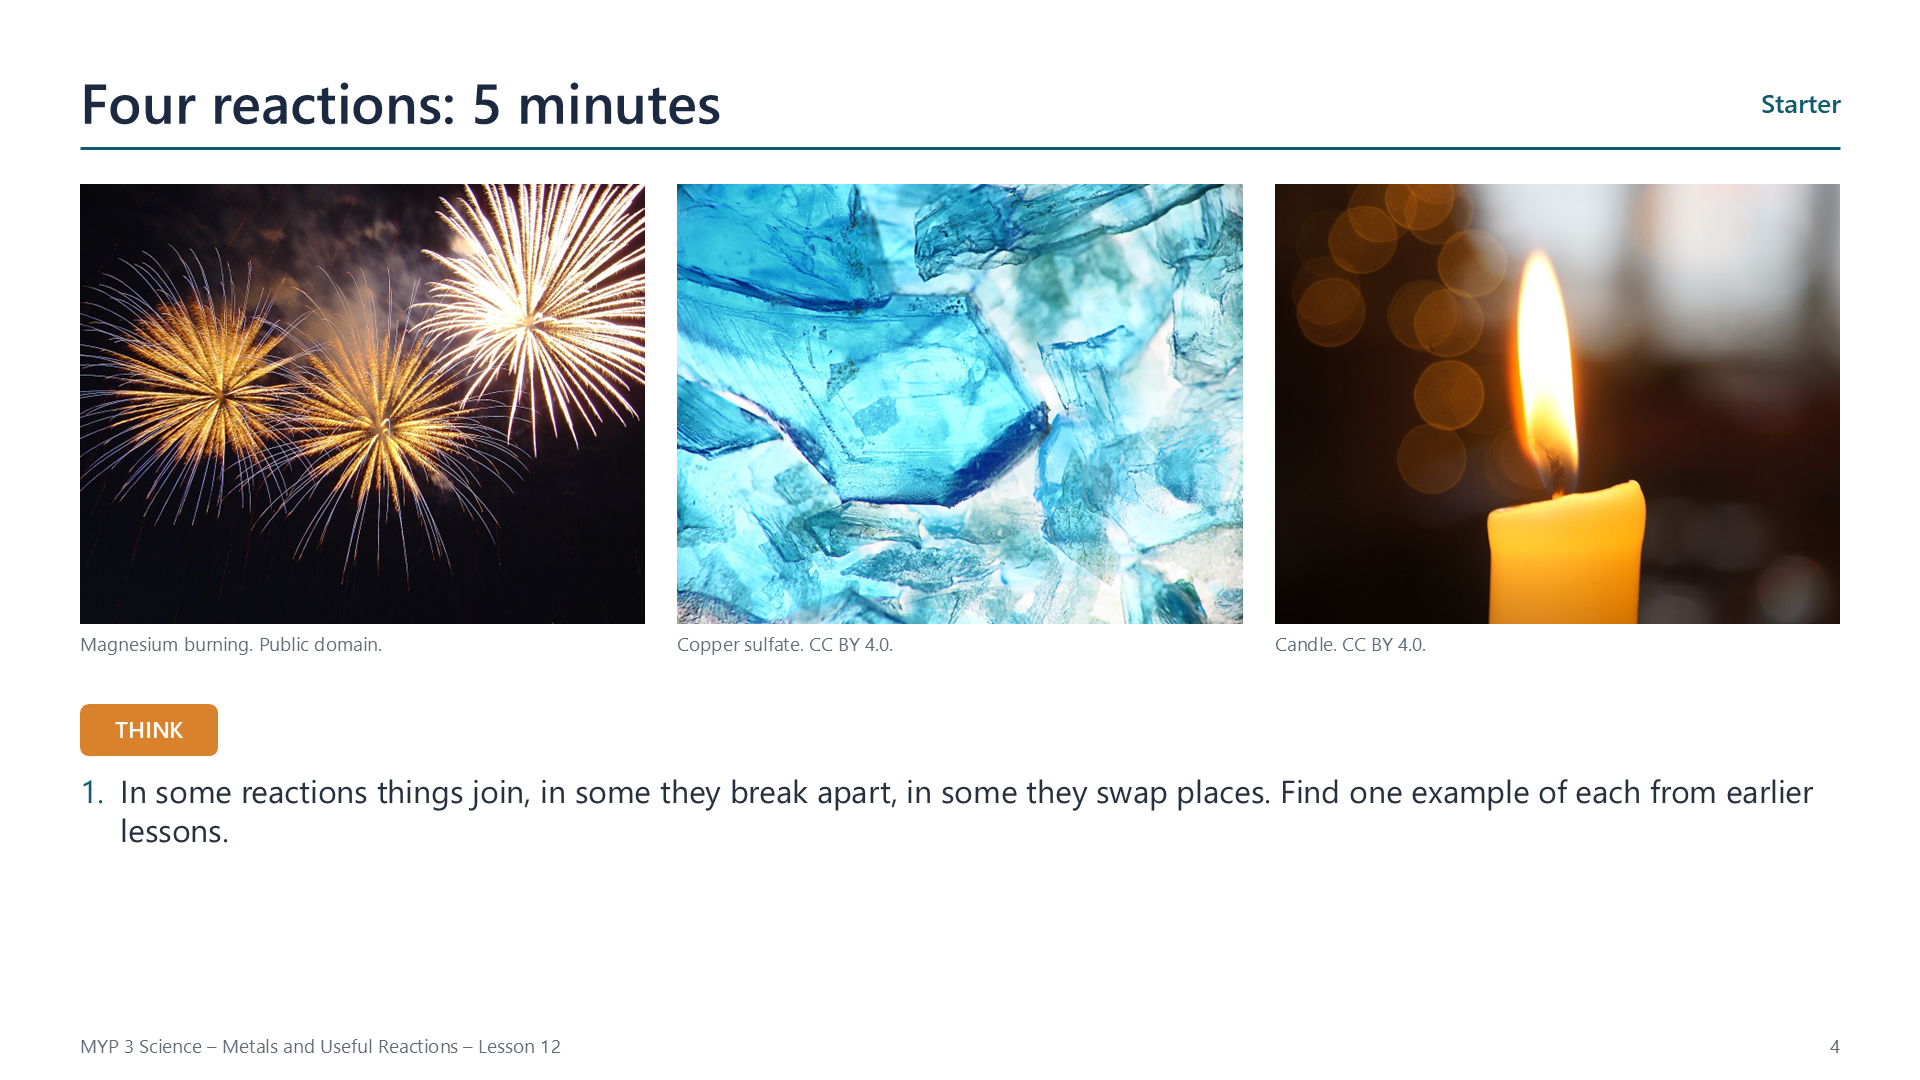 Four reactions: 5 minutes
Starter
Magnesium burning. Public domain.
Copper sulfate. CC BY 4.0.
Candle. CC BY 4.0.
THINK
1. In some reactions things join, in some they break apart, in some they swap places. Find one example of each from earlier
lessons.
MYP 3 Science – Metals and Useful Reactions – Lesson 12
4